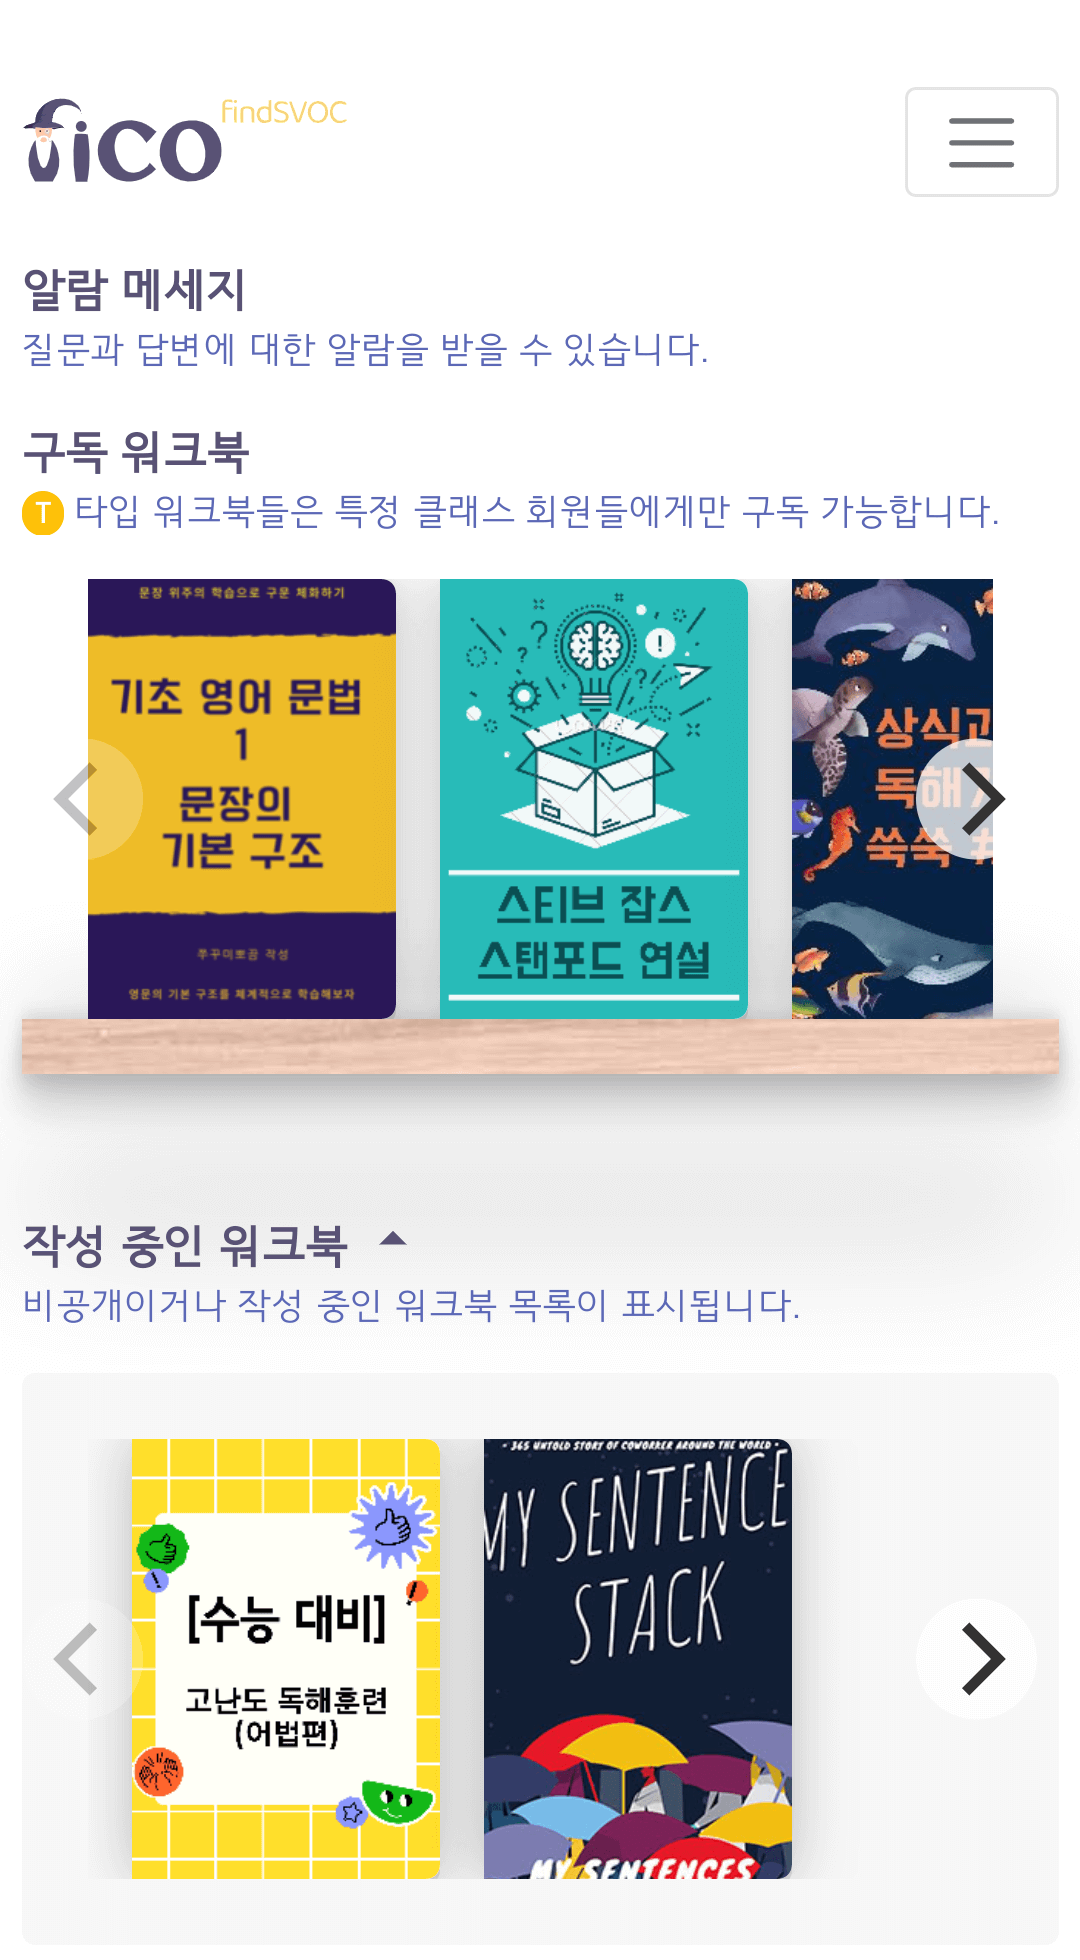 fico findSVOC
알람 메세지
질문과 답변에 대한 알람을 받을 수 있습니다.
구독 워크북
T 타입 워크북들은 특정 클래스 회원들에게만 구독 가능합니다.
문장 위주의 학습으로 구문 체화하기
기초 영어 문법
1
문장의
기본 구조
쭈꾸미뽀끔 작성
영문의 기본 구조를 체계적으로 학습해보자
스티브 잡스
스탠포드 연설
상식과
독해가
쑥쑥 #
작성 중인 워크북
비공개이거나 작성 중인 워크북 목록이 표시됩니다.
[수능 대비]
고난도 독해훈련
(어법편)
- 365 UNTOLD STORY OF COWORKER AROUND THE WORLD -
MY SENTENCE
STACK
MY SENTENCES